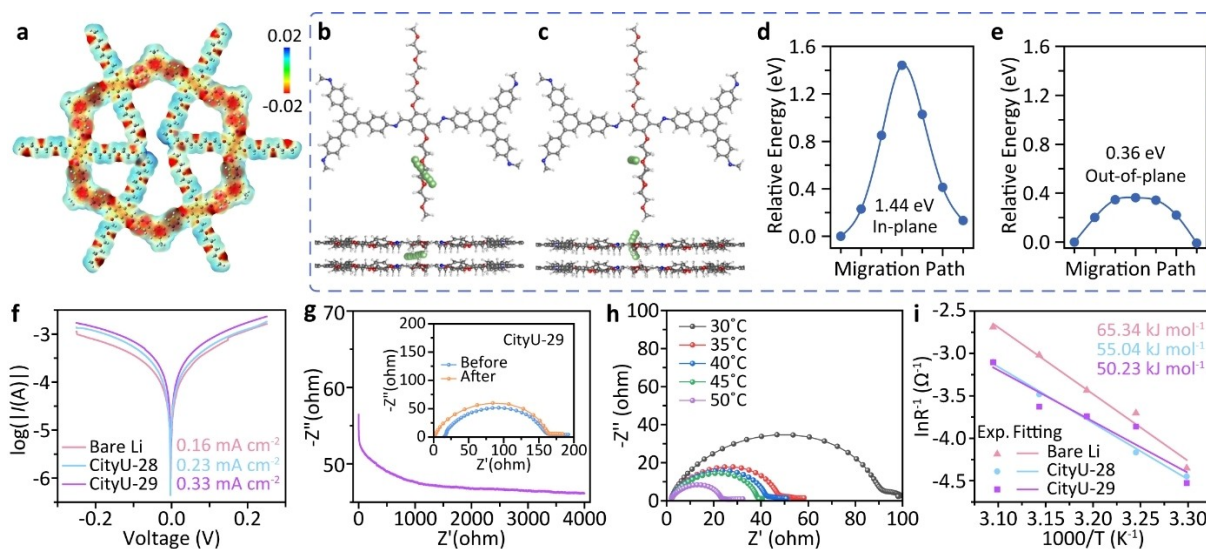 a
0.02
-0.02
b
c
d
Relative Energy (eV)
1.6
1.2
0.8
0.4
0.0
1.44 eV
In-plane
Migration Path
e
Relative Energy (eV)
1.6
1.2
0.8
0.4
0.0
0.36 eV
Out-of-plane
Migration Path
f
log(|I(A)|)
-3
-4
-5
-6
Bare Li 0.16 mA cm⁻²
CityU-28 0.23 mA cm⁻²
CityU-29 0.33 mA cm⁻²
-0.2 0.0 0.2
Voltage (V)
g
-Z''(ohm)
70
60
50
CityU-29
-Z''(ohm)
200
150
100
50
0
Before
After
0 50 100 150 200
Z'(ohm)
0 1000 2000 3000 4000
Z'(ohm)
h
-Z'' (ohm)
100
80
60
40
20
0
30˚C
35˚C
40˚C
45˚C
50˚C
0 20 40 60 80 100
Z' (ohm)
i
lnR⁻¹ (Ω⁻¹)
-2.5
-3.0
-3.5
-4.0
-4.5
65.34 kJ mol⁻¹
55.04 kJ mol⁻¹
50.23 kJ mol⁻¹
Exp. Fitting
Bare Li
CityU-28
CityU-29
3.10 3.15 3.20 3.25 3.30
1000/T (K⁻¹)